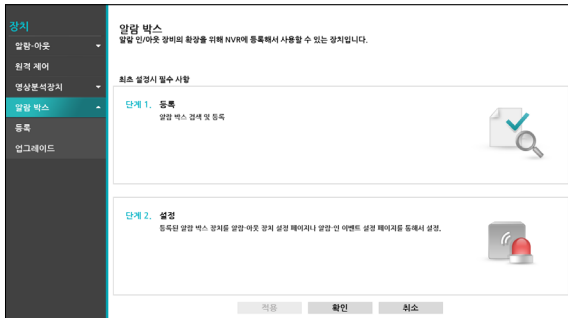 장치
알람-아웃
원격 제어
영상분석장치
알람 박스
등록
업그레이드
알람 박스
알람 인/아웃 장비의 확장을 위해 NVR에 등록해서 사용할 수 있는 장치입니다.
최초 설정시 필수 사항
단계 1. 등록
알람 박스 검색 및 등록
단계 2. 설정
등록된 알람 박스 장치를 알람-아웃 장치 설정 페이지나 알람-인 이벤트 설정 페이지를 통해서 설정.
적용 확인 취소